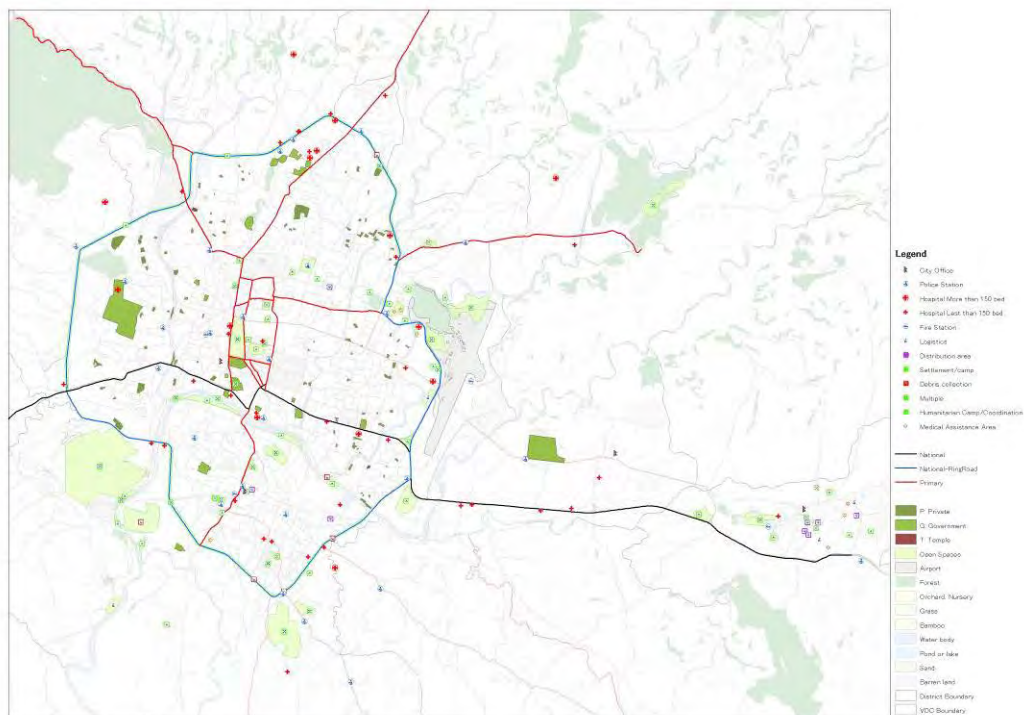 Legend
City Office
Police Station
Hospital More than 150 bed
Hospital Less than 150 bed
Fire Station
Logistics
Distribution area
Settlement/camp
Debris collection
Multiple
Humanitarian Camp/Coordination
Medical Assistance Area
National
National-RingRoad
Primary
P: Private
G: Government
T: Temple
Open Spaces
Airport
Forest
Orchard, Nursery
Grass
Bamboo
Water body
Pond or lake
Sand
Barren land
District Boundary
VDC Boundary